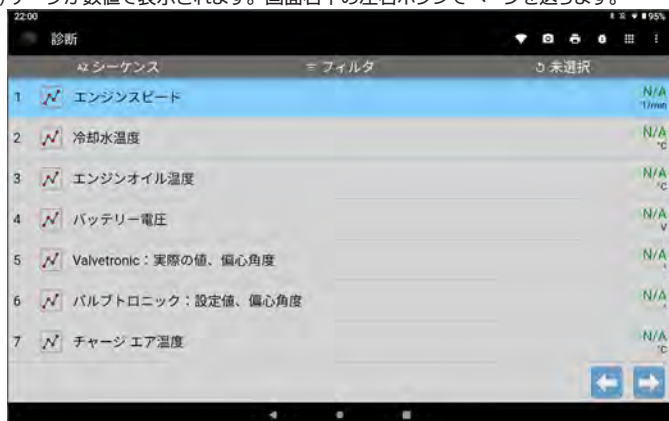 データが数値で表示されます。画面右下の左右ボタンでページを送ります。
22:00
95%
診断
AZ シーケンス
フィルタ
未選択
1 エンジンスピード N/A
1/min
2 冷却水温度 N/A
°C
3 エンジンオイル温度 N/A
°C
4 バッテリー電圧 N/A
V
5 Valvetronic：実際の値、偏心角度 N/A
°
6 バルブトロニック：設定値、偏心角度 N/A
°
7 チャージ エア温度 N/A
°C